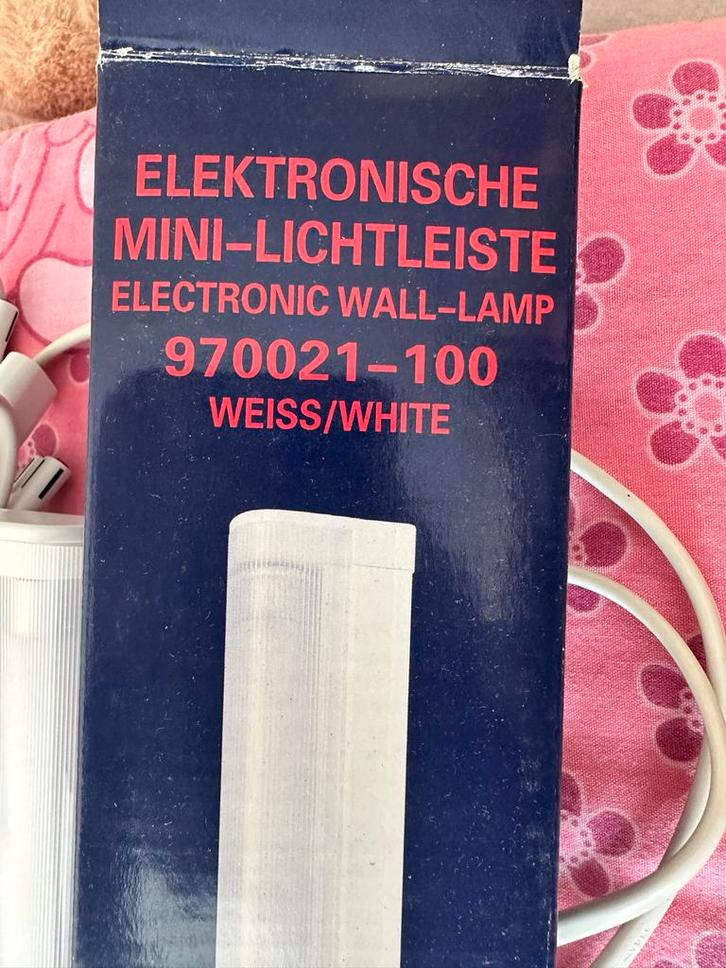 ELEKTRONISCHE
MINI-LICHTLEISTE
ELECTRONIC WALL-LAMP
970021-100
WEISS/WHITE